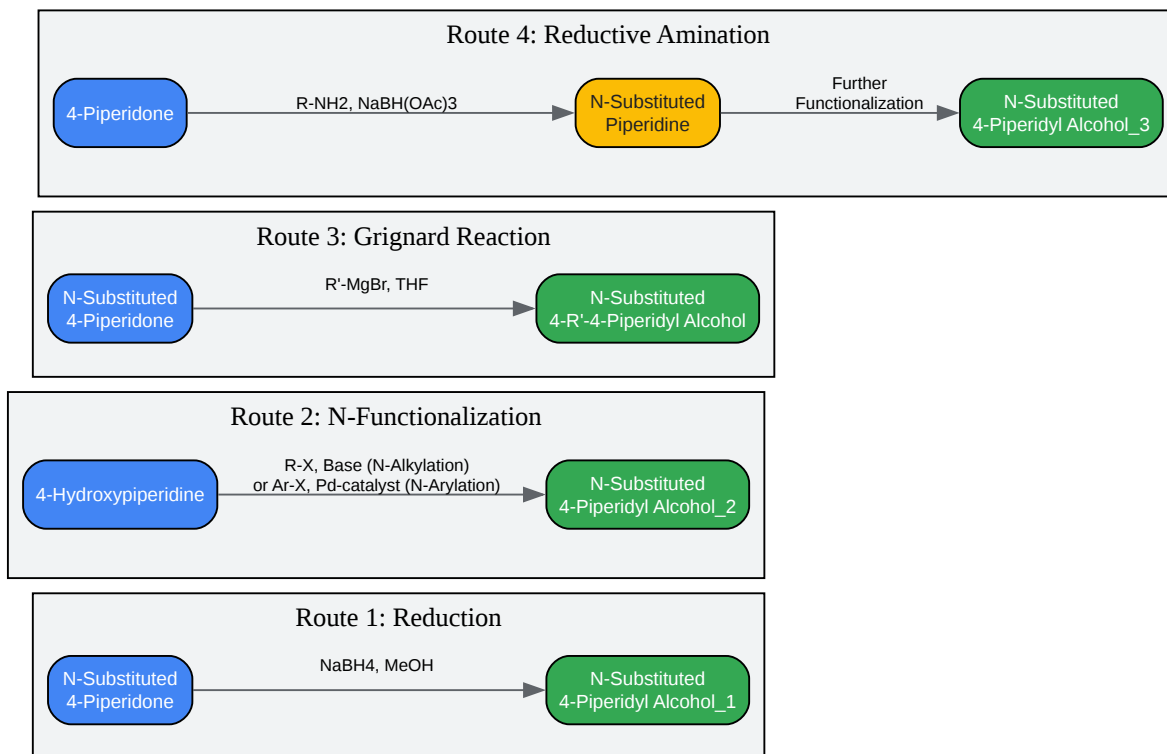 Route 4: Reductive Amination
4-Piperidone
R-NH2, NaBH(OAc)3
N-Substituted
Piperidine
Further
Functionalization
N-Substituted
4-Piperidyl Alcohol_3
Route 3: Grignard Reaction
N-Substituted
4-Piperidone
R'-MgBr, THF
N-Substituted
4-R'-4-Piperidyl Alcohol
Route 2: N-Functionalization
4-Hydroxypiperidine
R-X, Base (N-Alkylation)
or Ar-X, Pd-catalyst (N-Arylation)
N-Substituted
4-Piperidyl Alcohol_2
Route 1: Reduction
N-Substituted
4-Piperidone
NaBH4, MeOH
N-Substituted
4-Piperidyl Alcohol_1